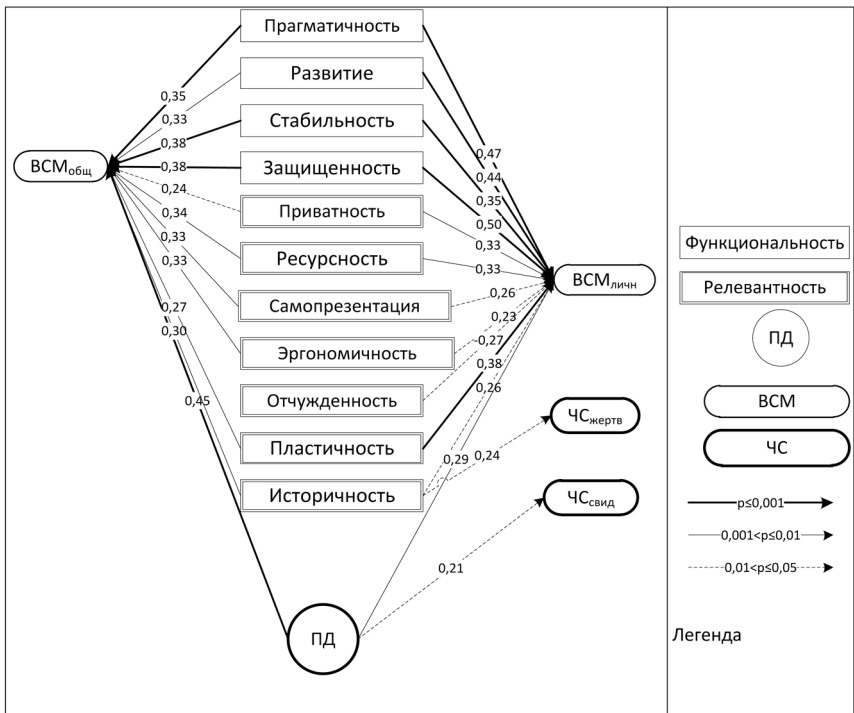 Прагматичность
Развитие
Стабильность
Защищенность
Приватность
Ресурсность
Самопрезентация
Эргономичность
Отчужденность
Пластичность
Историчность
ВСМобщ
0,35
0,33
0,38
0,38
0,24
0,34
0,33
0,33
0,27
0,30
0,45
0,47
0,44
0,35
0,50
0,33
0,33
0,26
0,23
-0,27
0,38
0,26
0,29
0,24
0,21
ВСМличн
ЧСжертв
ЧСсвид
ПД
Функциональность
Релевантность
ПД
ВСМ
ЧС
p≤0,001
0,001<p≤0,01
0,01<p≤0,05
Легенда